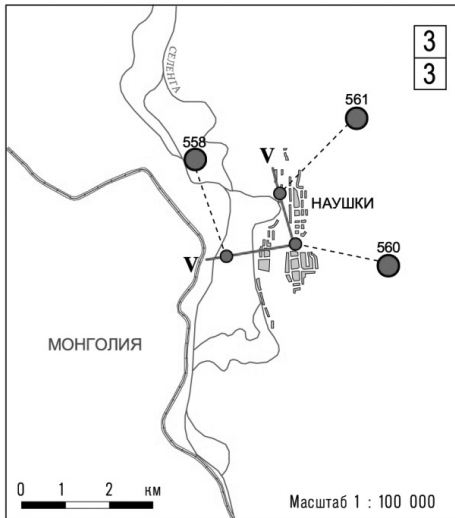 3
3
561
СЕЛЕНГА
558
V
НАУШКИ
560
V
МОНГОЛИЯ
0 1 2 км
Масштаб 1 : 100 000